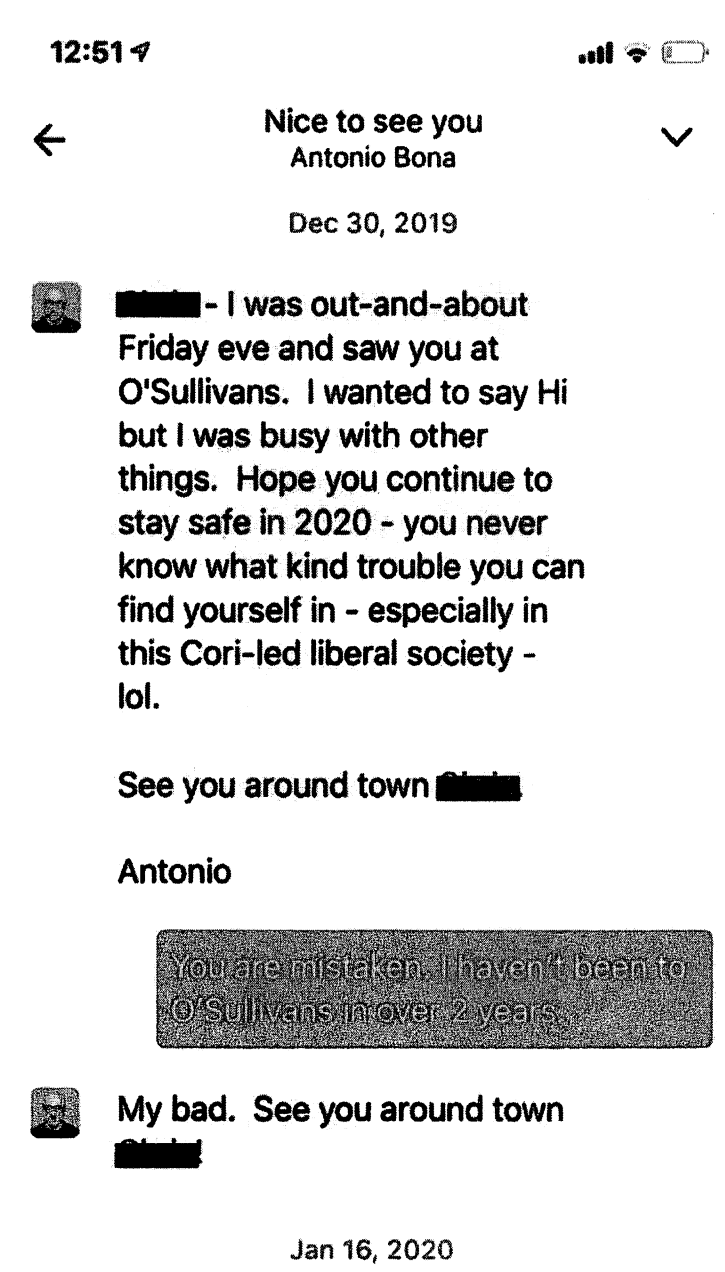 12:51
Nice to see you
Antonio Bona
Dec 30, 2019
- I was out-and-about
Friday eve and saw you at
O'Sullivans.  I wanted to say Hi
but I was busy with other
things.  Hope you continue to
stay safe in 2020 - you never
know what kind trouble you can
find yourself in - especially in
this Cori-led liberal society -
lol.
See you around town
Antonio
You are mistaken. I haven't been to
O'Sullivans in over 2 years.
My bad.  See you around town
Jan 16, 2020